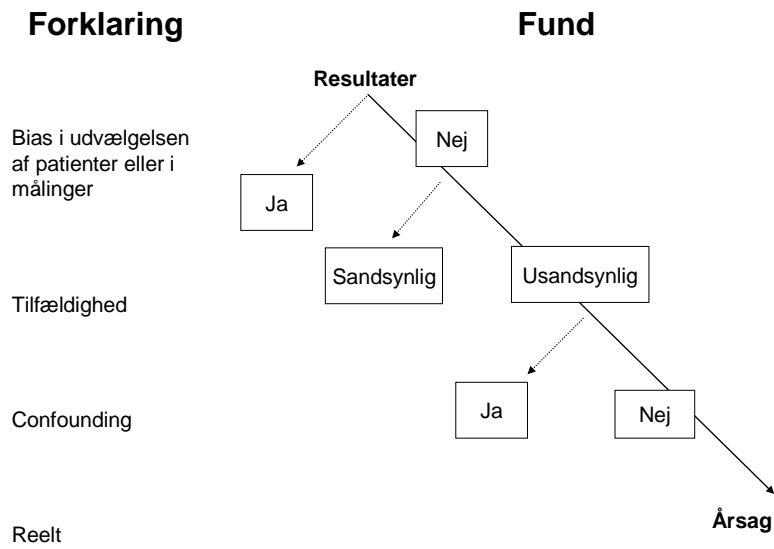 Forklaring
Fund
Resultater
Bias i udvælgelsen
af patienter eller i
målinger
Nej
Ja
Sandsynlig
Usandsynlig
Tilfældighed
Confounding
Ja
Nej
Årsag
Reelt